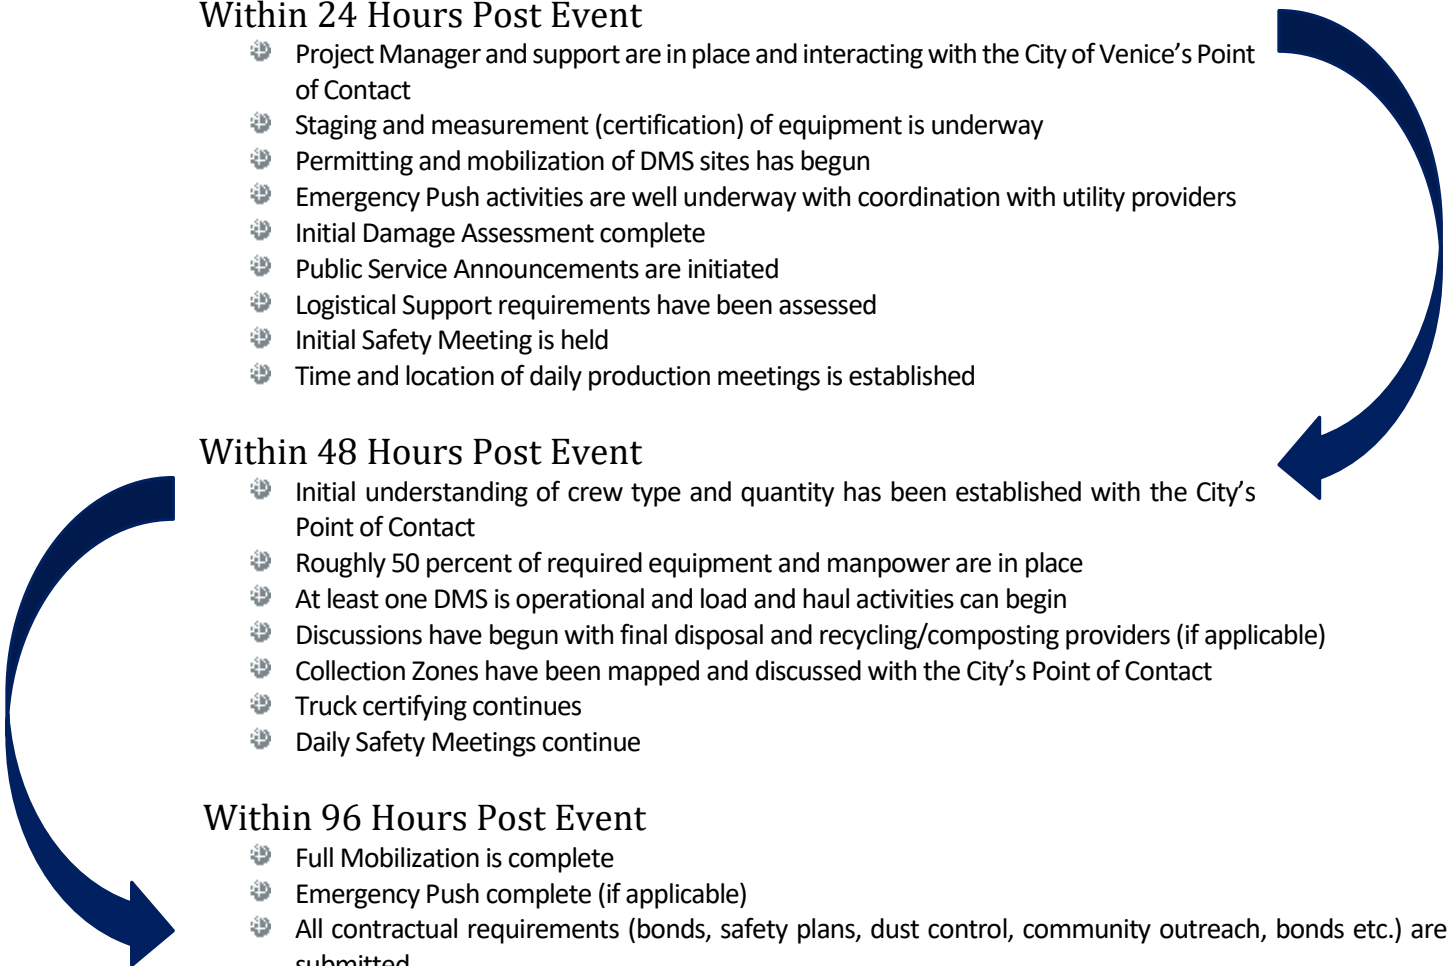 Within 24 Hours Post Event
Project Manager and support are in place and interacting with the City of Venice’s Point
of Contact
Staging and measurement (certification) of equipment is underway
Permitting and mobilization of DMS sites has begun
Emergency Push activities are well underway with coordination with utility providers
Initial Damage Assessment complete
Public Service Announcements are initiated
Logistical Support requirements have been assessed
Initial Safety Meeting is held
Time and location of daily production meetings is established
Within 48 Hours Post Event
Initial understanding of crew type and quantity has been established with the City’s
Point of Contact
Roughly 50 percent of required equipment and manpower are in place
At least one DMS is operational and load and haul activities can begin
Discussions have begun with final disposal and recycling/composting providers (if applicable)
Collection Zones have been mapped and discussed with the City’s Point of Contact
Truck certifying continues
Daily Safety Meetings continue
Within 96 Hours Post Event
Full Mobilization is complete
Emergency Push complete (if applicable)
All contractual requirements (bonds, safety plans, dust control, community outreach, bonds etc.) are
submitted